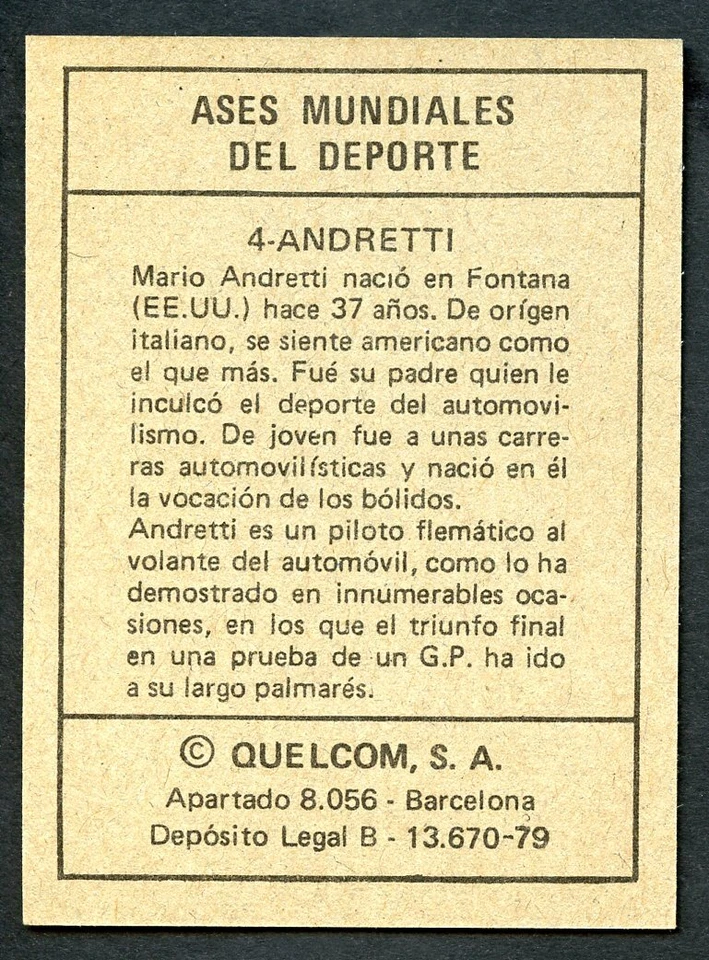 ASES MUNDIALES
DEL DEPORTE
4-ANDRETTI
Mario Andretti nació en Fontana
(EE.UU.) hace 37 años. De orígen
italiano, se siente americano como
el que más. Fué su padre quien le
inculcó el deporte del automovi-
lismo. De joven fue a unas carre-
ras automovilísticas y nació en él
la vocación de los bólidos.
Andretti es un piloto flemático al
volante del automóvil, como lo ha
demostrado en innumerables oca-
siones, en los que el triunfo final
en una prueba de un G.P. ha ido
a su largo palmarés.
© QUELCOM, S. A.
Apartado 8.056 - Barcelona
Depósito Legal B - 13.670-79